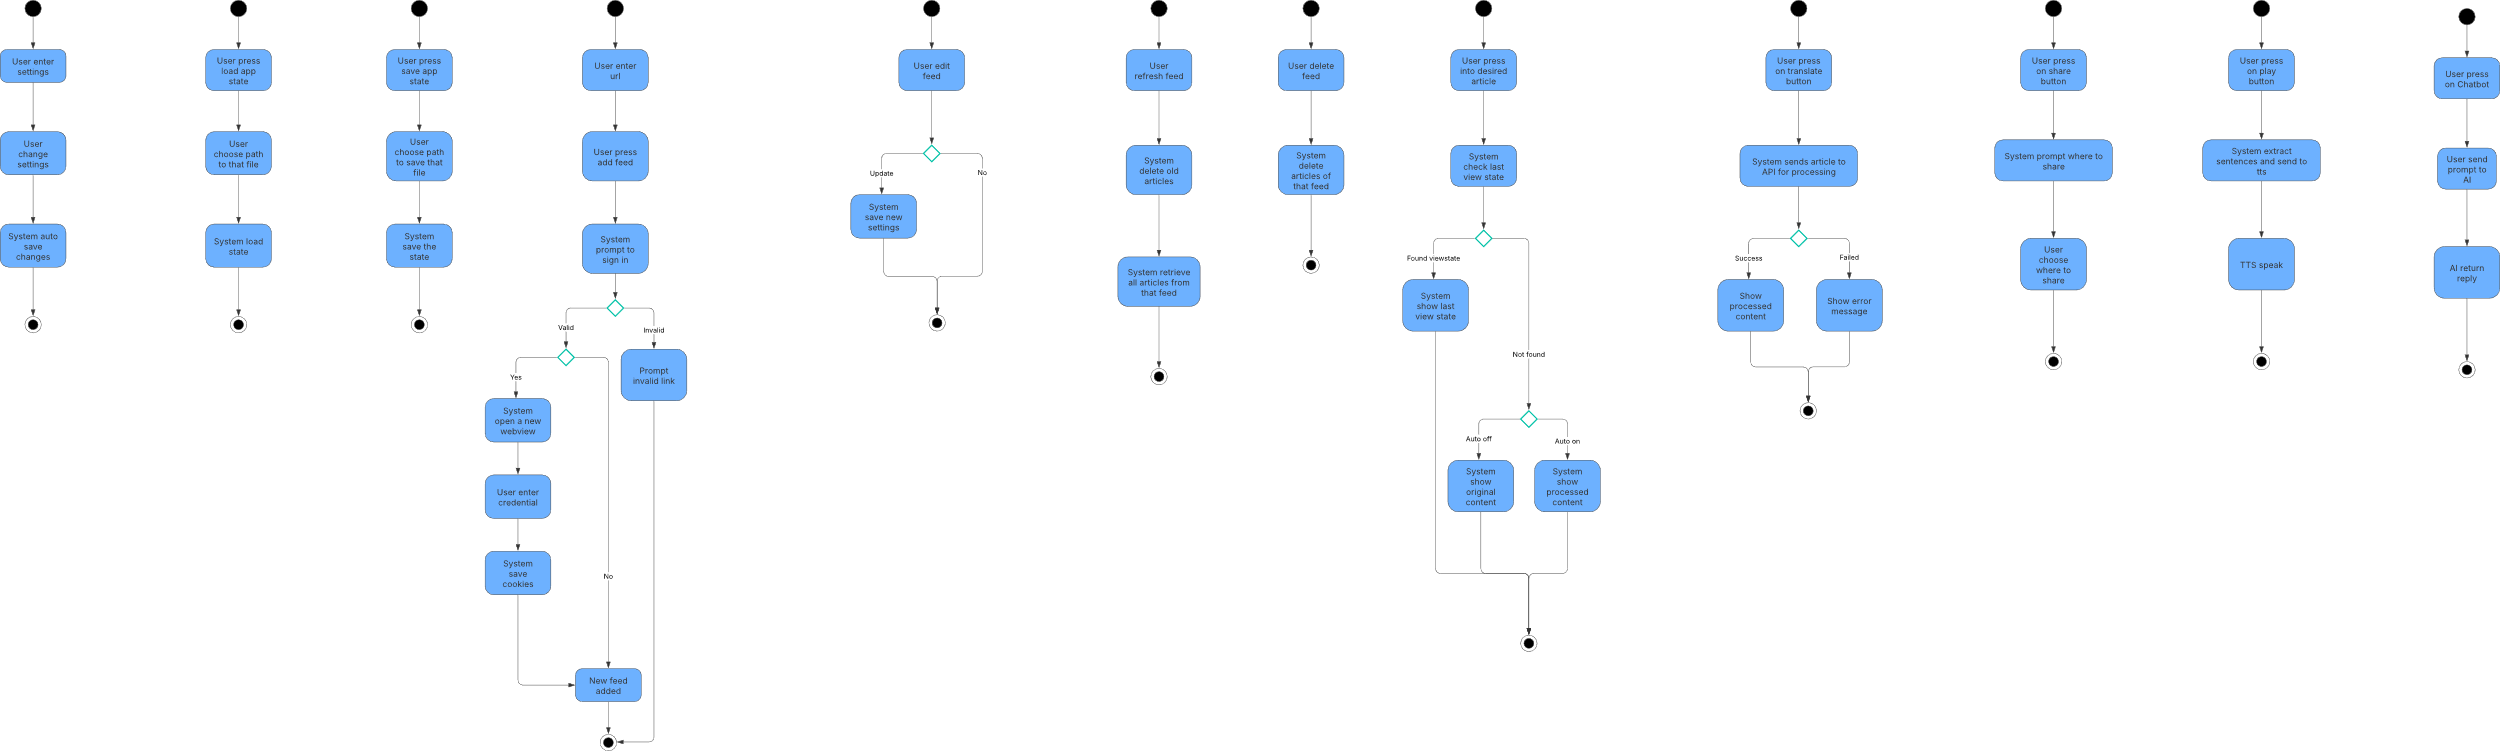 User enter
settings
User
change
settings
System auto
save
changes
User press
load app
state
User
choose path
to that file
System load
state
User press
save app
state
User
choose path
to save that
file
System
save the
state
User enter
url
User press
add feed
System
prompt to
sign in
Valid
Invalid
Yes
No
Prompt
invalid link
System
open a new
webview
User enter
credential
System
save
cookies
New feed
added
User edit
feed
Update
No
System
save new
settings
User
refresh feed
System
delete old
articles
System retrieve
all articles from
that feed
User delete
feed
System
delete
articles of
that feed
User press
into desired
article
System
check last
view state
Found viewstate
Not found
System
show last
view state
Auto off
Auto on
System
show
original
content
System
show
processed
content
User press
on translate
button
System sends article to
API for processing
Success
Failed
Show
processed
content
Show error
message
User press
on share
button
System prompt where to
share
User
choose
where to
share
User press
on play
button
System extract
sentences and send to
tts
TTS speak
User press
on Chatbot
User send
prompt to
AI
AI return
reply